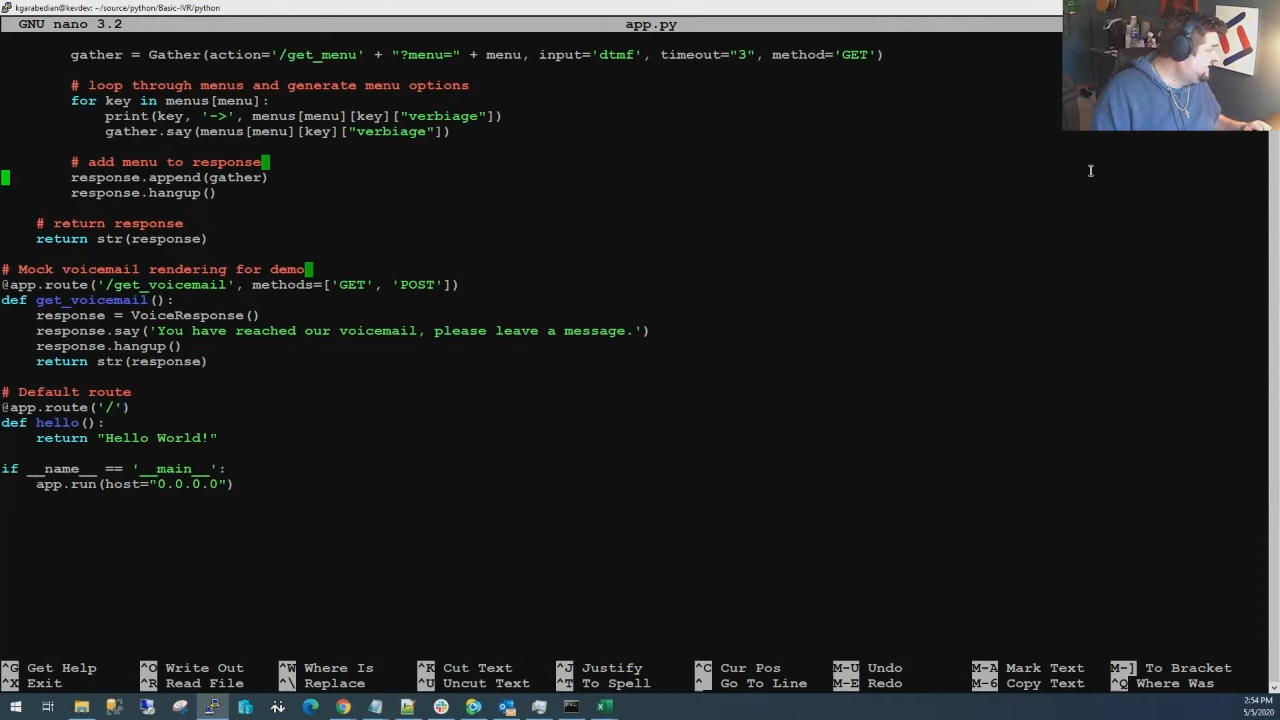 kgarabedian@kevdev: ~/source/python/Basic-IVR/python
GNU nano 3.2 app.py
gather = Gather(action='/get_menu' + "?menu=" + menu, input='dtmf', timeout="3", method='GET')
# loop through menus and generate menu options
for key in menus[menu]:
print(key, '->', menus[menu][key]["verbiage"])
gather.say(menus[menu][key]["verbiage"])
# add menu to response
response.append(gather)
response.hangup()
# return response
return str(response)
# Mock voicemail rendering for demo
@app.route('/get_voicemail', methods=['GET', 'POST'])
def get_voicemail():
response = VoiceResponse()
response.say('You have reached our voicemail, please leave a message.')
response.hangup()
return str(response)
# Default route
@app.route('/')
def hello():
return "Hello World!"
if __name__ == '__main__':
app.run(host="0.0.0.0")
^G Get Help ^O Write Out ^W Where Is ^K Cut Text ^J Justify ^C Cur Pos M-U Undo M-A Mark Text M-] To Bracket
^X Exit ^R Read File ^\ Replace ^U Uncut Text ^T To Spell ^_ Go To Line M-E Redo M-6 Copy Text ^Q Where Was
2:54 PM
5/5/2020